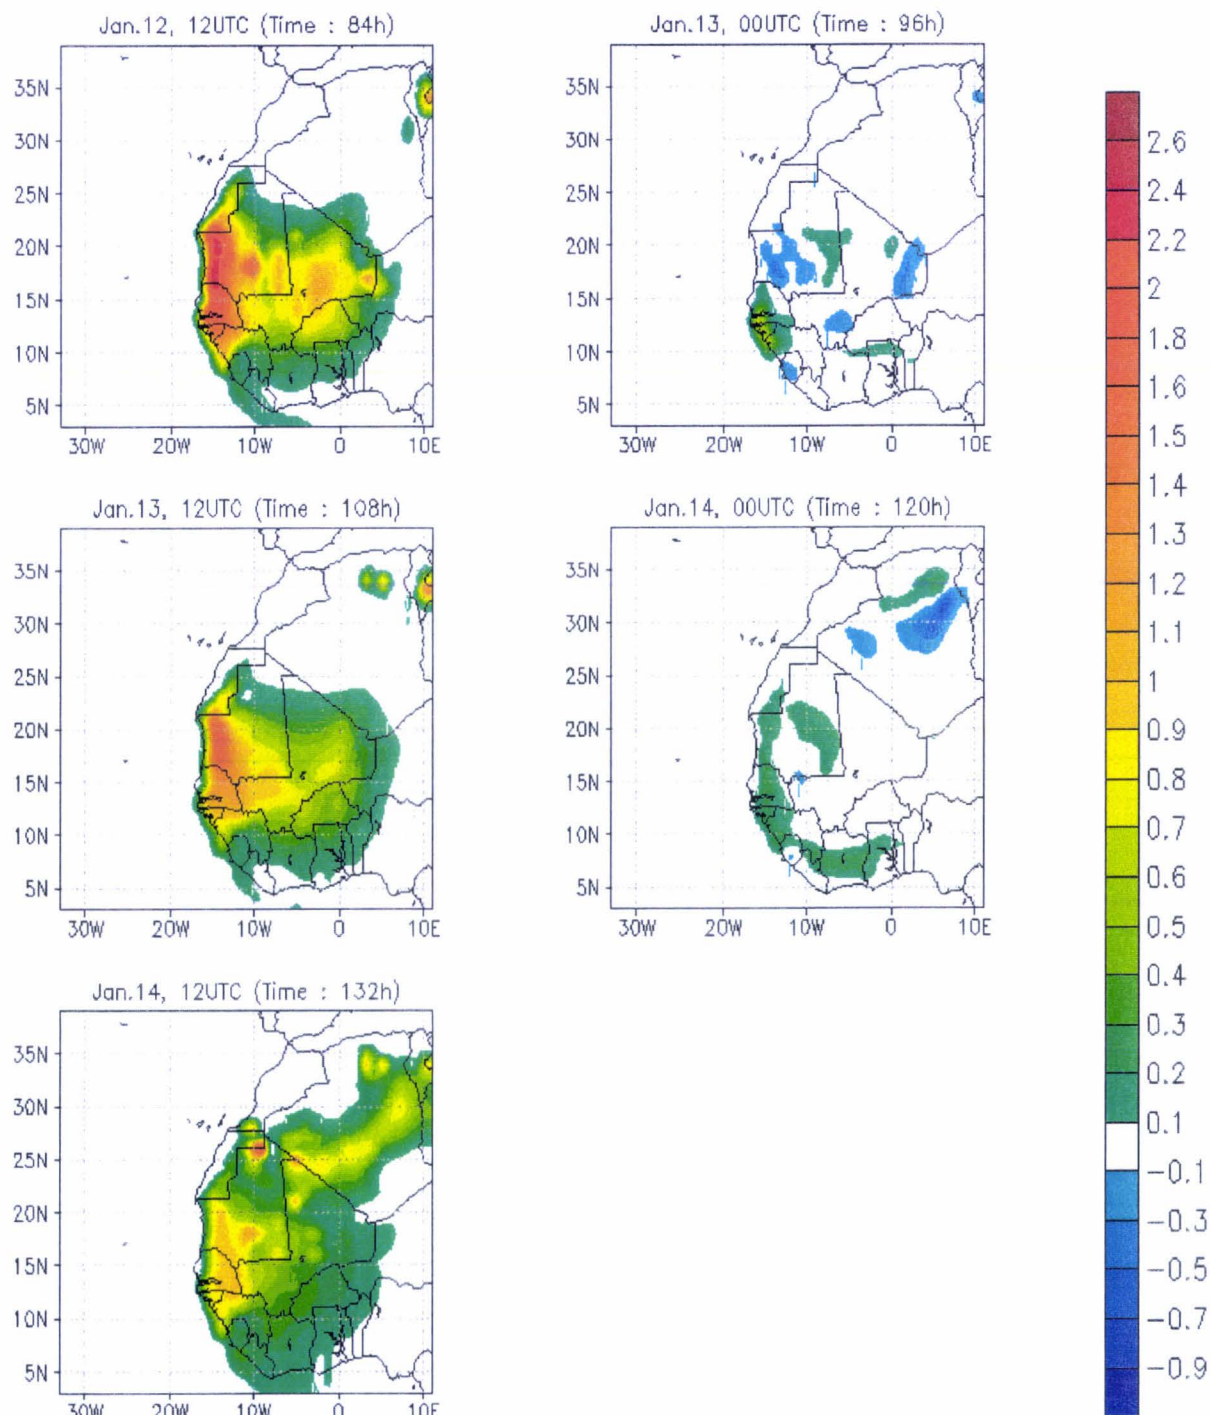 Jan.12, 12UTC (Time : 84h)
35N
30N
25N
20N
15N
10N
5N
30W 20W 10W 0 10E
Jan.13, 00UTC (Time : 96h)
35N
30N
25N
20N
15N
10N
5N
30W 20W 10W 0 10E
Jan.13, 12UTC (Time : 108h)
35N
30N
25N
20N
15N
10N
5N
30W 20W 10W 0 10E
Jan.14, 00UTC (Time : 120h)
35N
30N
25N
20N
15N
10N
5N
30W 20W 10W 0 10E
Jan.14, 12UTC (Time : 132h)
35N
30N
25N
20N
15N
10N
5N
30W 20W 10W 0 10E
2.6
2.4
2.2
2
1.8
1.6
1.5
1.4
1.3
1.2
1.1
1
0.9
0.8
0.7
0.6
0.5
0.4
0.3
0.2
0.1
-0.1
-0.3
-0.5
-0.7
-0.9